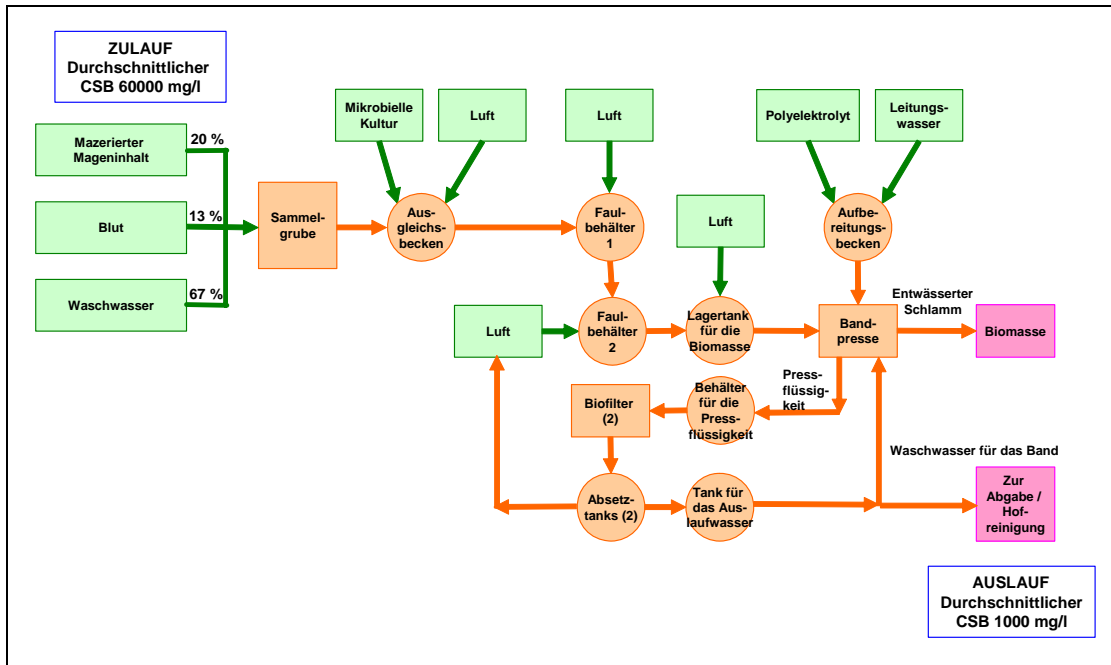 ZULAUF
Durchschnittlicher
CSB 60000 mg/l
Mikrobielle
Kultur
Luft
Luft
Polyelektrolyt
Leitungs-
wasser
Mazerierter
Mageninhalt
20 %
Blut
13 %
Waschwasser
67 %
Sammel-
grube
Aus-
gleichs-
becken
Faul-
behälter
1
Luft
Aufbe-
reitungs-
becken
Luft
Faul-
behälter
2
Lagertank
für die
Biomasse
Band-
presse
Entwässerter
Schlamm
Biomasse
Biofilter
(2)
Behälter
für die
Press-
flüssigkeit
Press-
flüssig-
keit
Waschwasser für das Band
Absetz-
tanks (2)
Tank für
das Aus-
laufwasser
Zur
Abgabe /
Hof-
reinigung
AUSLAUF
Durchschnittlicher
CSB 1000 mg/l